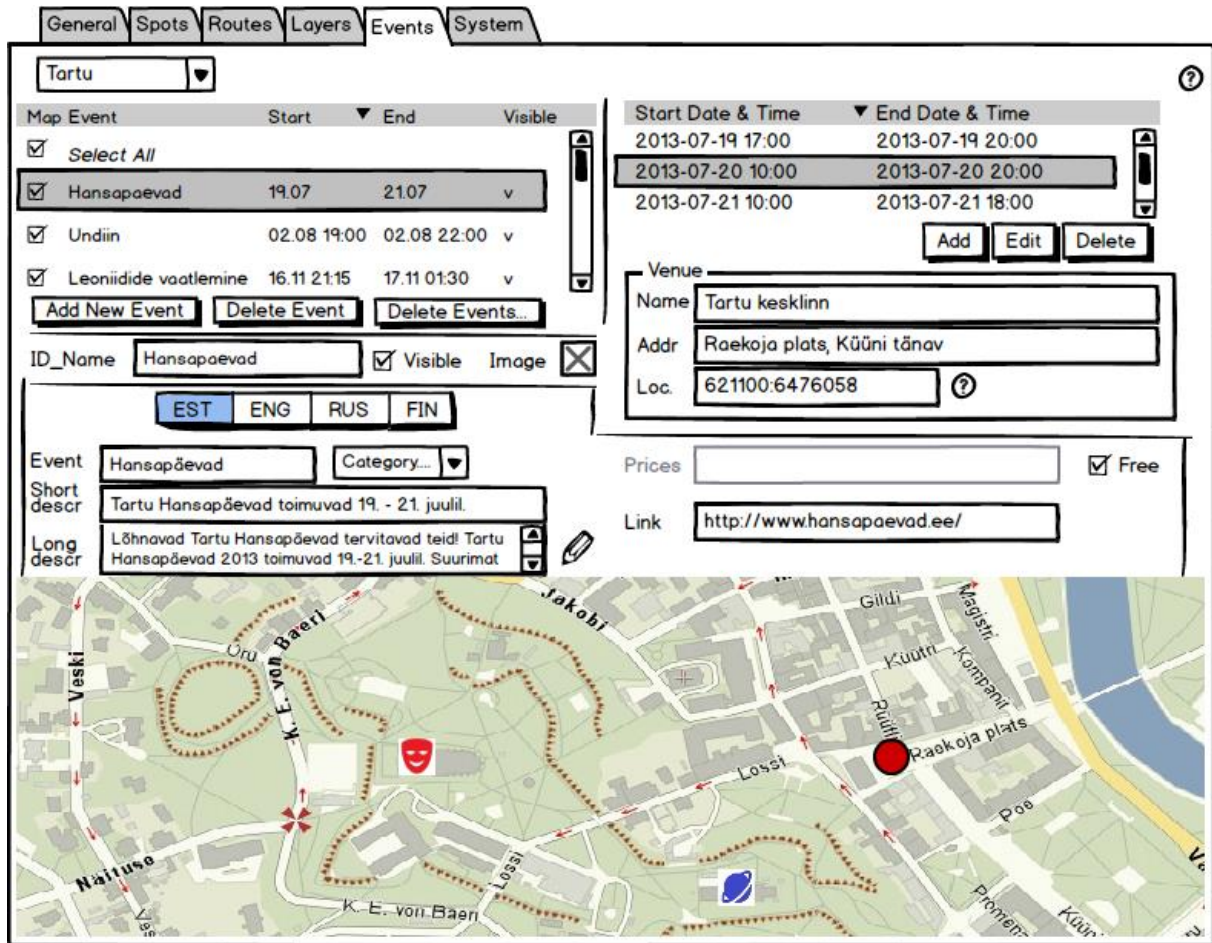 General Spots Routes Layers Events System
Tartu
Map Event Start End Visible
Select All
Hansapaevad 19.07 21.07 v
Undiin 02.08 19:00 02.08 22:00 v
Leoniidide vaatlemine 16.11 21:15 17.11 01:30 v
Add New Event Delete Event Delete Events...
Start Date & Time End Date & Time
2013-07-19 17:00 2013-07-19 20:00
2013-07-20 10:00 2013-07-20 20:00
2013-07-21 10:00 2013-07-21 18:00
Add Edit Delete
Venue
Name Tartu kesklinn
Addr Raekoja plats, Küüni tänav
Loc. 621100:6476058 ?
?
ID_Name Hansapaevad Visible Image
EST ENG RUS FIN
Event Hansapäevad Category....
Short descr Tartu Hansapäevad toimuvad 19. - 21. juulil.
Long descr Lõhnavad Tartu Hansapäevad tervitavad teid! Tartu
Hansapäevad 2013 toimuvad 19.-21. juulil. Suurimat
Prices Free
Link http://www.hansapaevad.ee/
Jakobi
Gildi
Magistri
Oru
K. E. von Baeri
Veski
Küütri
Kompanii
Rüütli
Raekoja plats
Lossi
Poe
Näituse
Lossi
K. E. von Baeri
Promena
Küüni
Ves
Va
ru